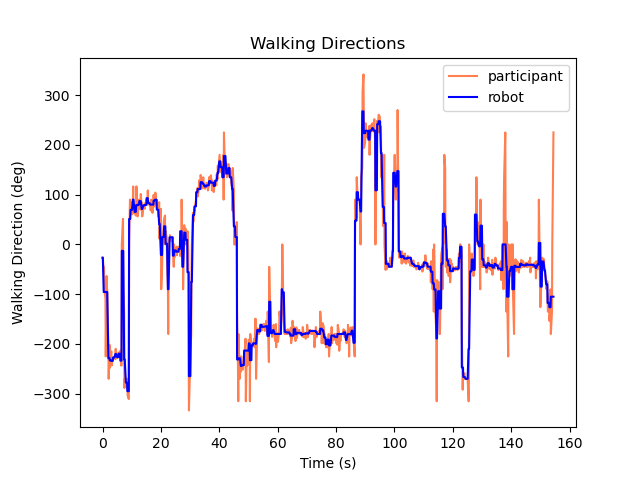 Walking Directions
participant
robot
Walking Direction (deg)
300
200
100
0
−100
−200
−300
0 20 40 60 80 100 120 140 160
Time (s)